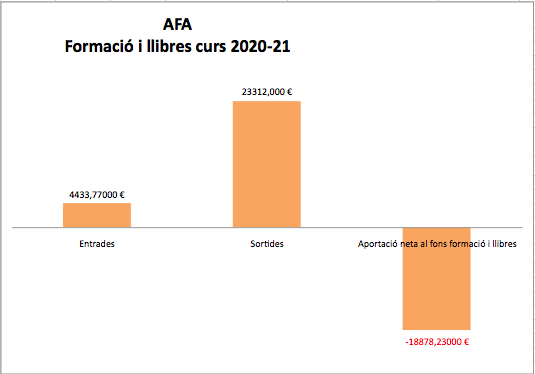 AFA
Formació i llibres curs 2020-21
23312,000 €
4433,77000 €
Entrades
Sortides
Aportació neta al fons formació i llibres
-18878,23000 €